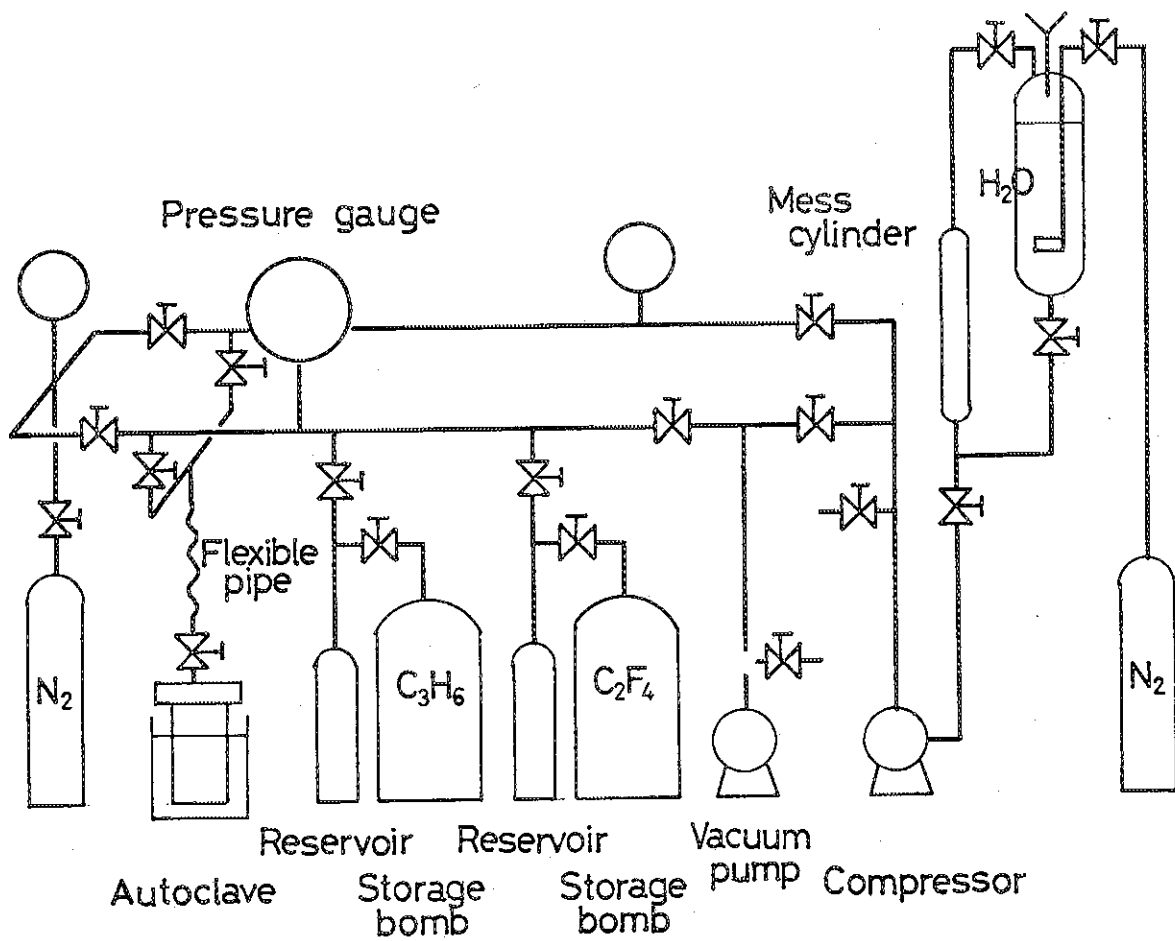 Pressure gauge
Mess
cylinder
H₂O
Flexible
pipe
N₂
C₃H₆
C₂F₄
N₂
Reservoir
Reservoir
Vacuum
pump
Autoclave
Storage
bomb
Storage
bomb
Compressor